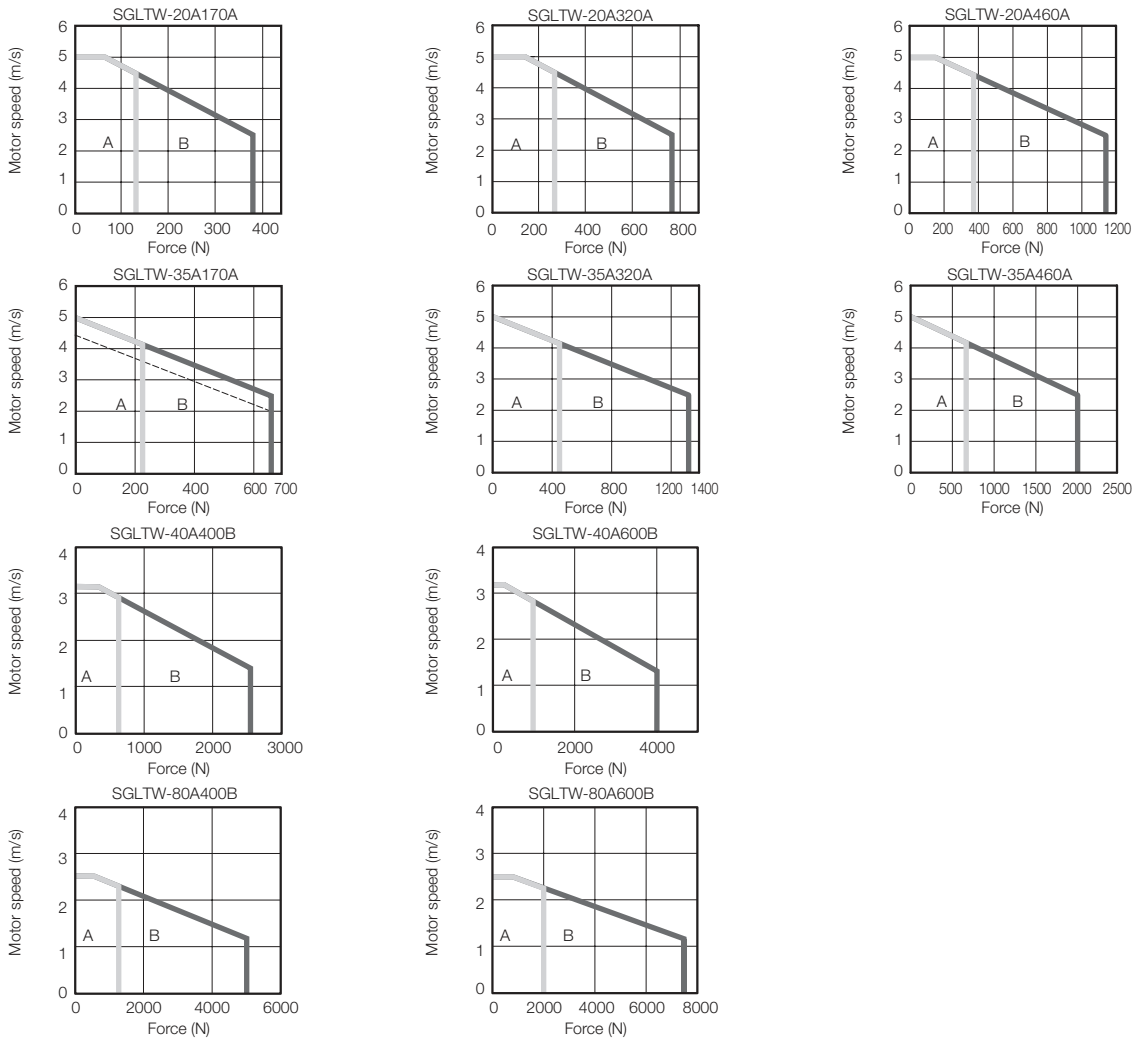 SGLTW-20A170A
Motor speed (m/s)
6
5
4
3
2
1
0
A
B
0 100 200 300 400
Force (N)
SGLTW-20A320A
Motor speed (m/s)
6
5
4
3
2
1
0
A
B
0 200 400 600 800
Force (N)
SGLTW-20A460A
Motor speed (m/s)
6
5
4
3
2
1
0
A
B
0 200 400 600 800 1000 1200
Force (N)
SGLTW-35A170A
Motor speed (m/s)
6
5
4
3
2
1
0
A
B
0 200 400 600 700
Force (N)
SGLTW-35A320A
Motor speed (m/s)
6
5
4
3
2
1
0
A
B
0 400 800 1200 1400
Force (N)
SGLTW-35A460A
Motor speed (m/s)
6
5
4
3
2
1
0
A
B
0 500 1000 1500 2000 2500
Force (N)
SGLTW-40A400B
Motor speed (m/s)
4
3
2
1
0
A
B
0 1000 2000 3000
Force (N)
SGLTW-40A600B
Motor speed (m/s)
4
3
2
1
0
A
B
0 2000 4000
Force (N)
SGLTW-80A400B
Motor speed (m/s)
4
3
2
1
0
A
B
0 2000 4000 6000
Force (N)
SGLTW-80A600B
Motor speed (m/s)
4
3
2
1
0
A
B
0 2000 4000 6000 8000
Force (N)